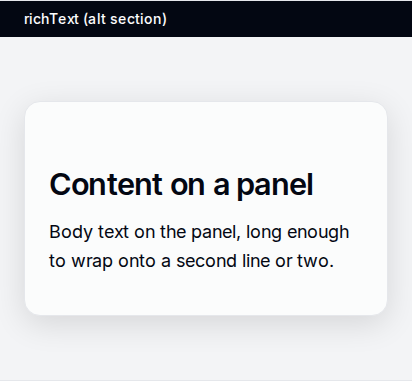 richText (alt section)
Content on a panel
Body text on the panel, long enough
to wrap onto a second line or two.